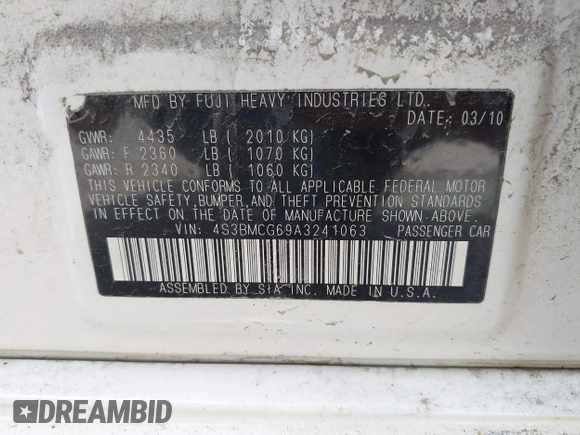 MFD BY FUJI HEAVY INDUSTRIES LTD.
DATE: 03/10
GVWR: 4435 LB ( 2010 KG)
GAWR: F 2360 LB ( 1070 KG)
GAWR: R 2340 LB ( 1060 KG)
THIS VEHICLE CONFORMS TO ALL APPLICABLE FEDERAL MOTOR
VEHICLE SAFETY, BUMPER, AND THEFT PREVENTION STANDARDS
IN EFFECT ON THE DATE OF MANUFACTURE SHOWN ABOVE.
VIN: 4S3BMCG69A3241063 PASSENGER CAR
ASSEMBLED BY SIA INC. MADE IN U.S.A.
DREAMBID